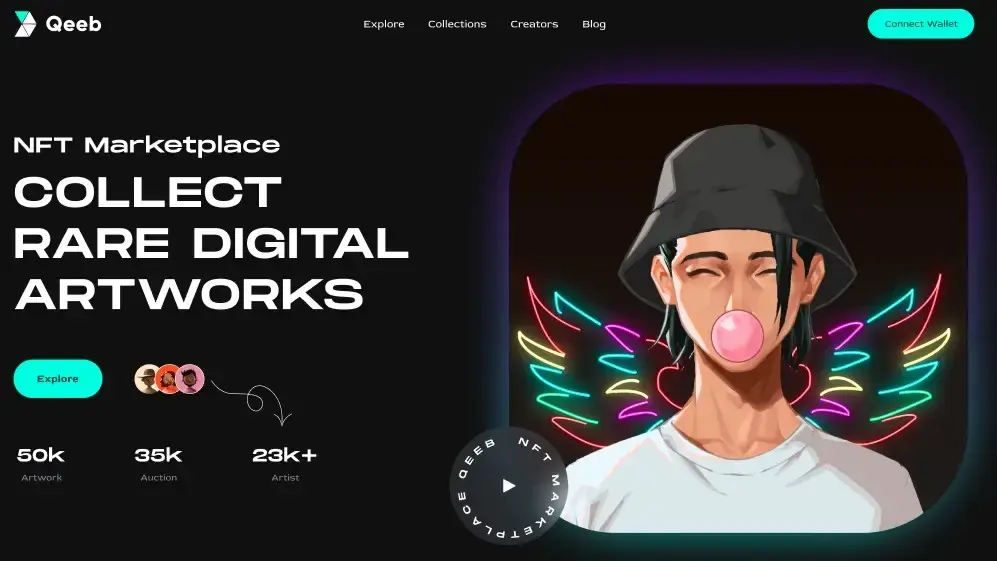 Qeeb
Explore
Collections
Creators
Blog
Connect Wallet
NFT Marketplace
COLLECT
RARE DIGITAL
ARTWORKS
Explore
50k
Artwork
35k
Auction
23k+
Artist
QEEB NFT MARKETPLACE